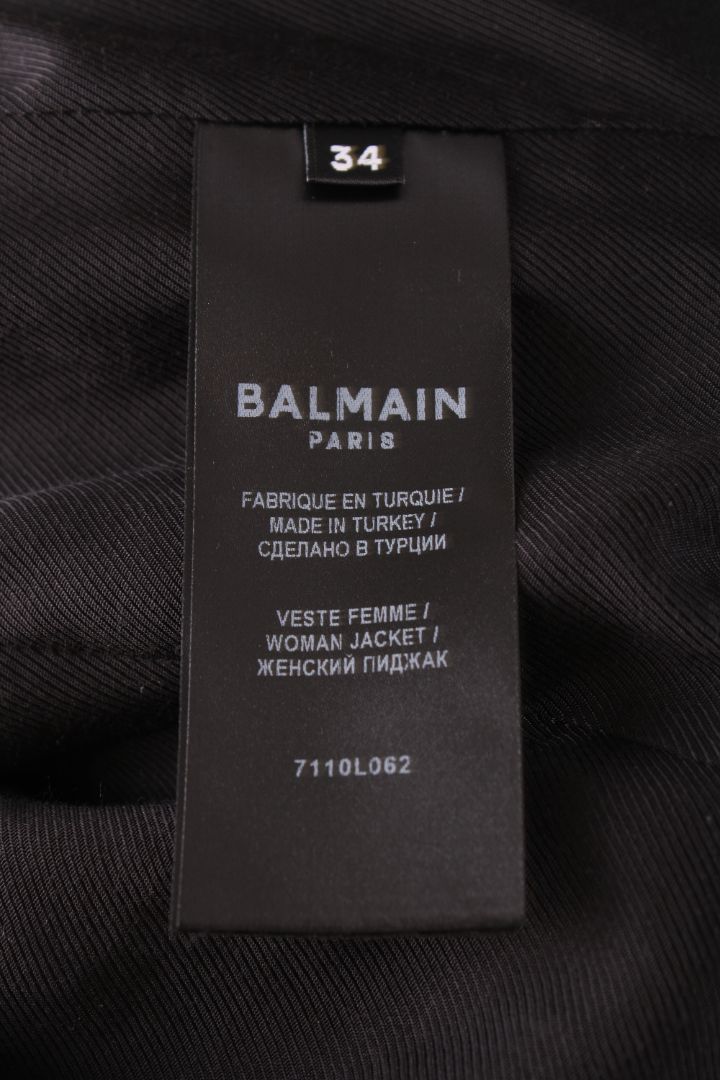 34
BALMAIN
PARIS
FABRIQUE EN TURQUIE /
MADE IN TURKEY /
СДЕЛАНО В ТУРЦИИ
VESTE FEMME /
WOMAN JACKET /
ЖЕНСКИЙ ПИДЖАК
7110L062